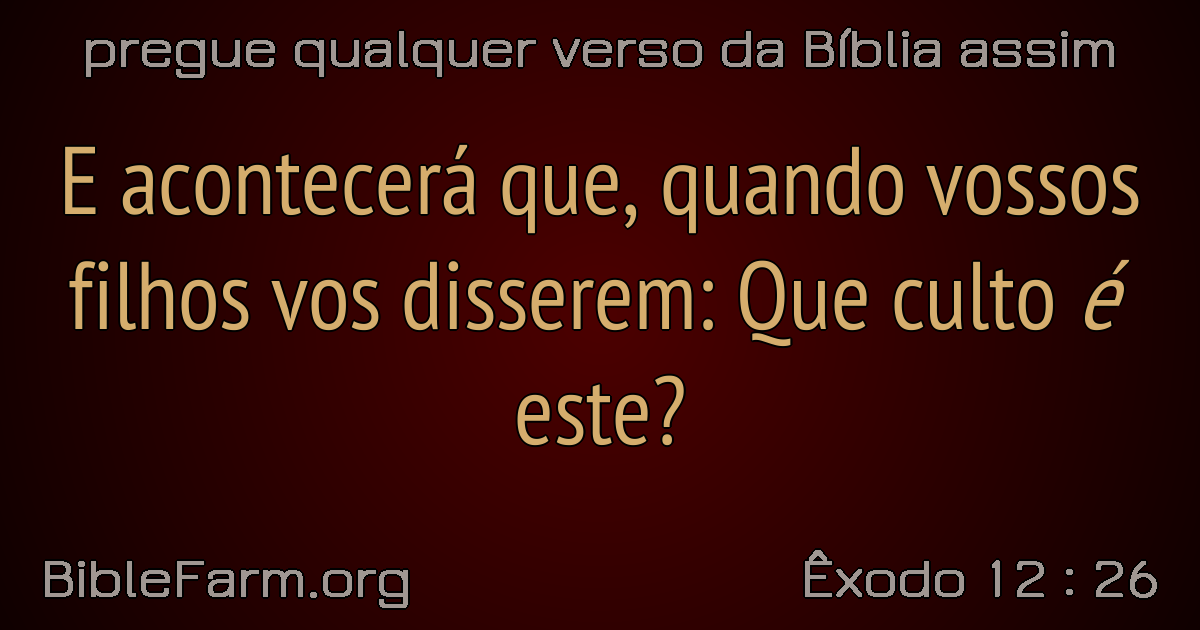 pregue qualquer verso da Bíblia assim
E acontecerá que, quando vossos
filhos vos disserem: Que culto é
este?
BibleFarm.org
Êxodo 12 : 26